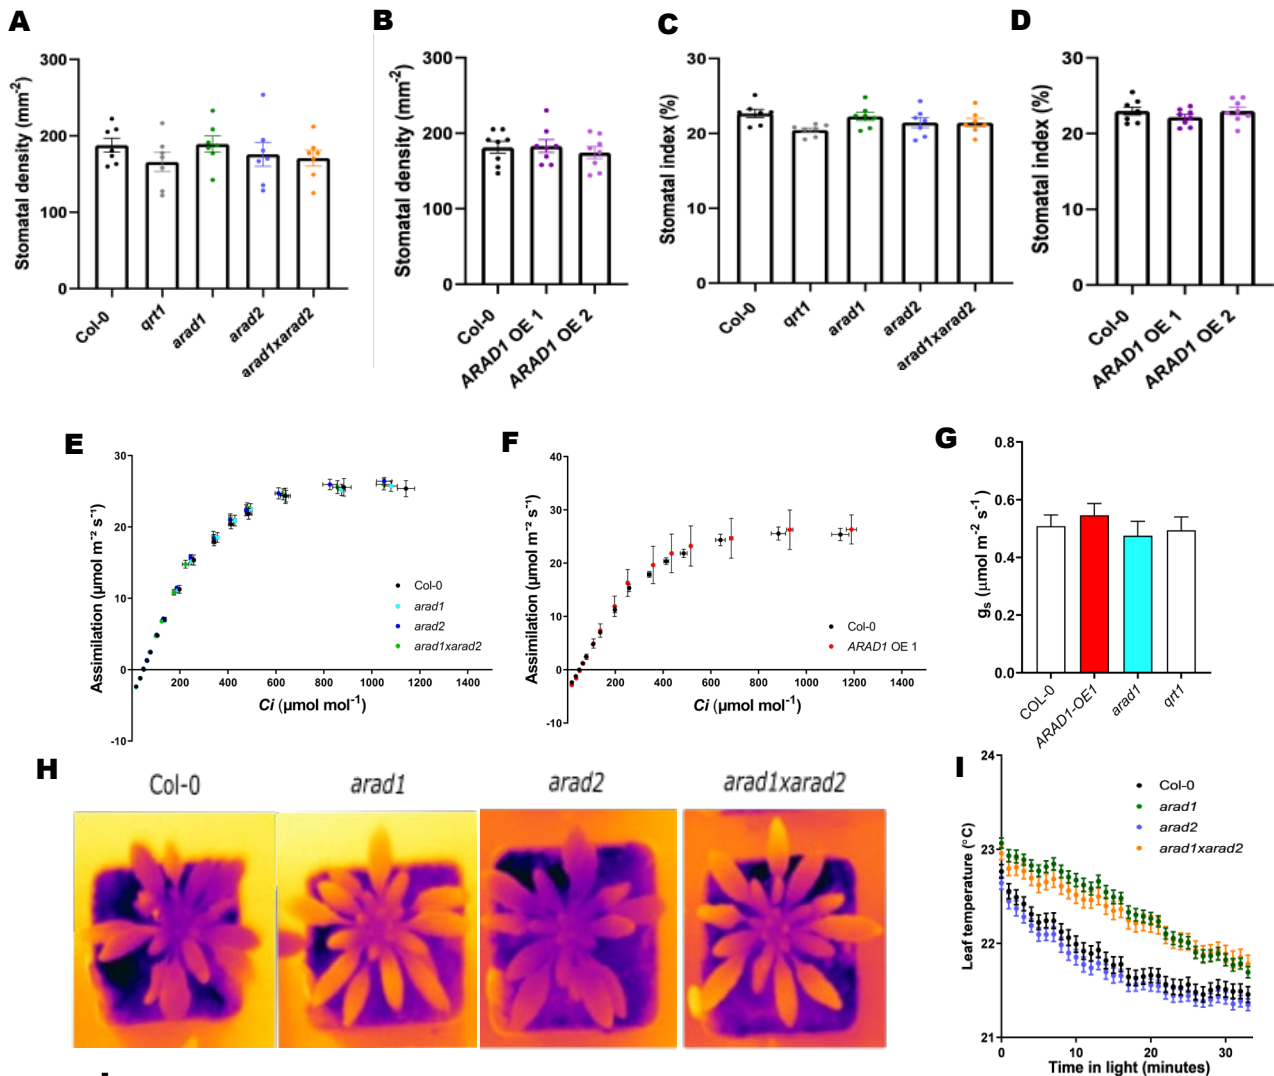 A
Stomatal density (mm⁻²)
300
200
100
0
Col-0
qrt1
arad1
arad2
arad1xarad2
B
Stomatal density (mm⁻²)
300
200
100
0
Col-0
ARAD1 OE 1
ARAD1 OE 2
C
Stomatal index (%)
30
20
10
0
Col-0
qrt1
arad1
arad2
arad1xarad2
D
Stomatal index (%)
30
20
10
0
Col-0
ARAD1 OE 1
ARAD1 OE 2
E
Assimilation (µmol m⁻² s⁻¹)
30
20
10
0
-10
200 400 600 800 1000 1200 1400
Ci (µmol mol⁻¹)
Col-0
arad1
arad2
arad1xarad2
F
Assimilation (µmol m⁻² s⁻¹)
40
30
20
10
0
-10
200 400 600 800 1000 1200 1400
Ci (µmol mol⁻¹)
Col-0
ARAD1 OE 1
G
gs (µmol m⁻² s⁻¹)
0.8
0.6
0.4
0.2
0.0
COL-0
ARAD1-OE1
arad1
qrt1
H
Col-0
arad1
arad2
arad1xarad2
I
Leaf temperature (°C)
24
23
22
21
0 10 20 30
Time in light (minutes)
Col-0
arad1
arad2
arad1xarad2